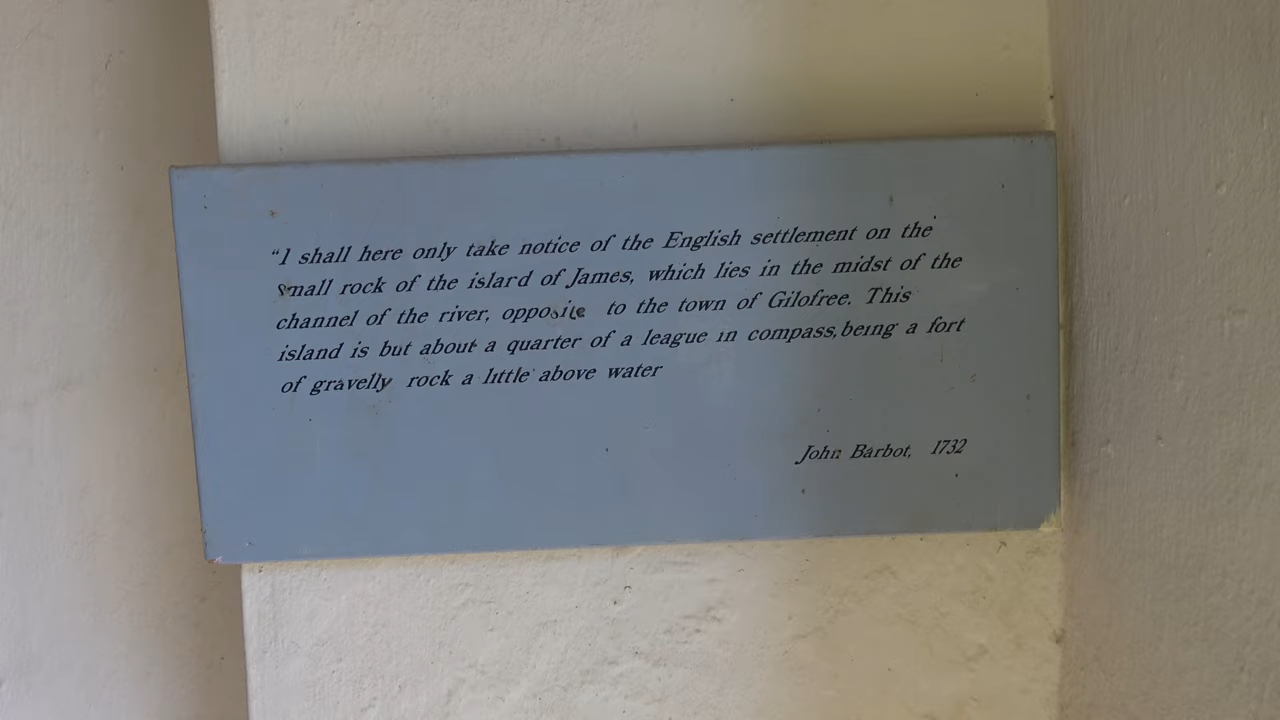 “I shall here only take notice of the English settlement on the
small rock of the island of James, which lies in the midst of the
channel of the river, opposite to the town of Gilofree. This
island is but about a quarter of a league in compass,being a fort
of gravelly rock a little above water
John Barbot, 1732